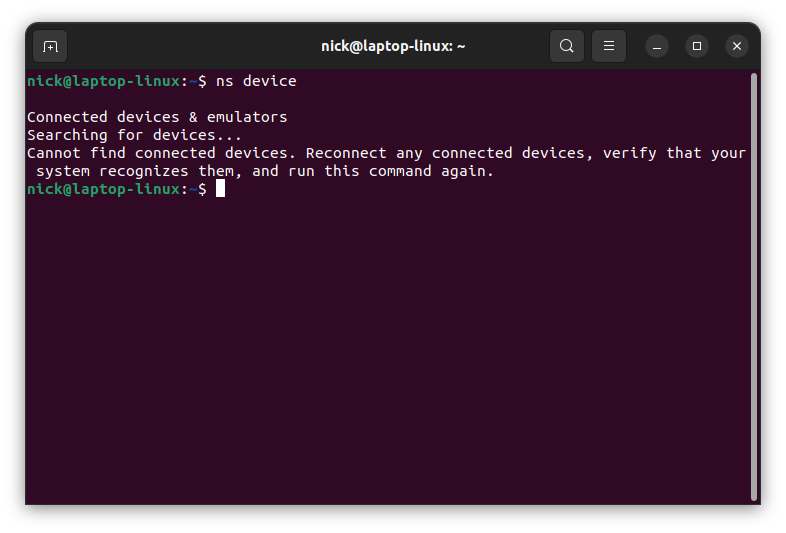 nick@laptop-linux: ~
nick@laptop-linux:~$ ns device
Connected devices & emulators
Searching for devices...
Cannot find connected devices. Reconnect any connected devices, verify that your
system recognizes them, and run this command again.
nick@laptop-linux:~$